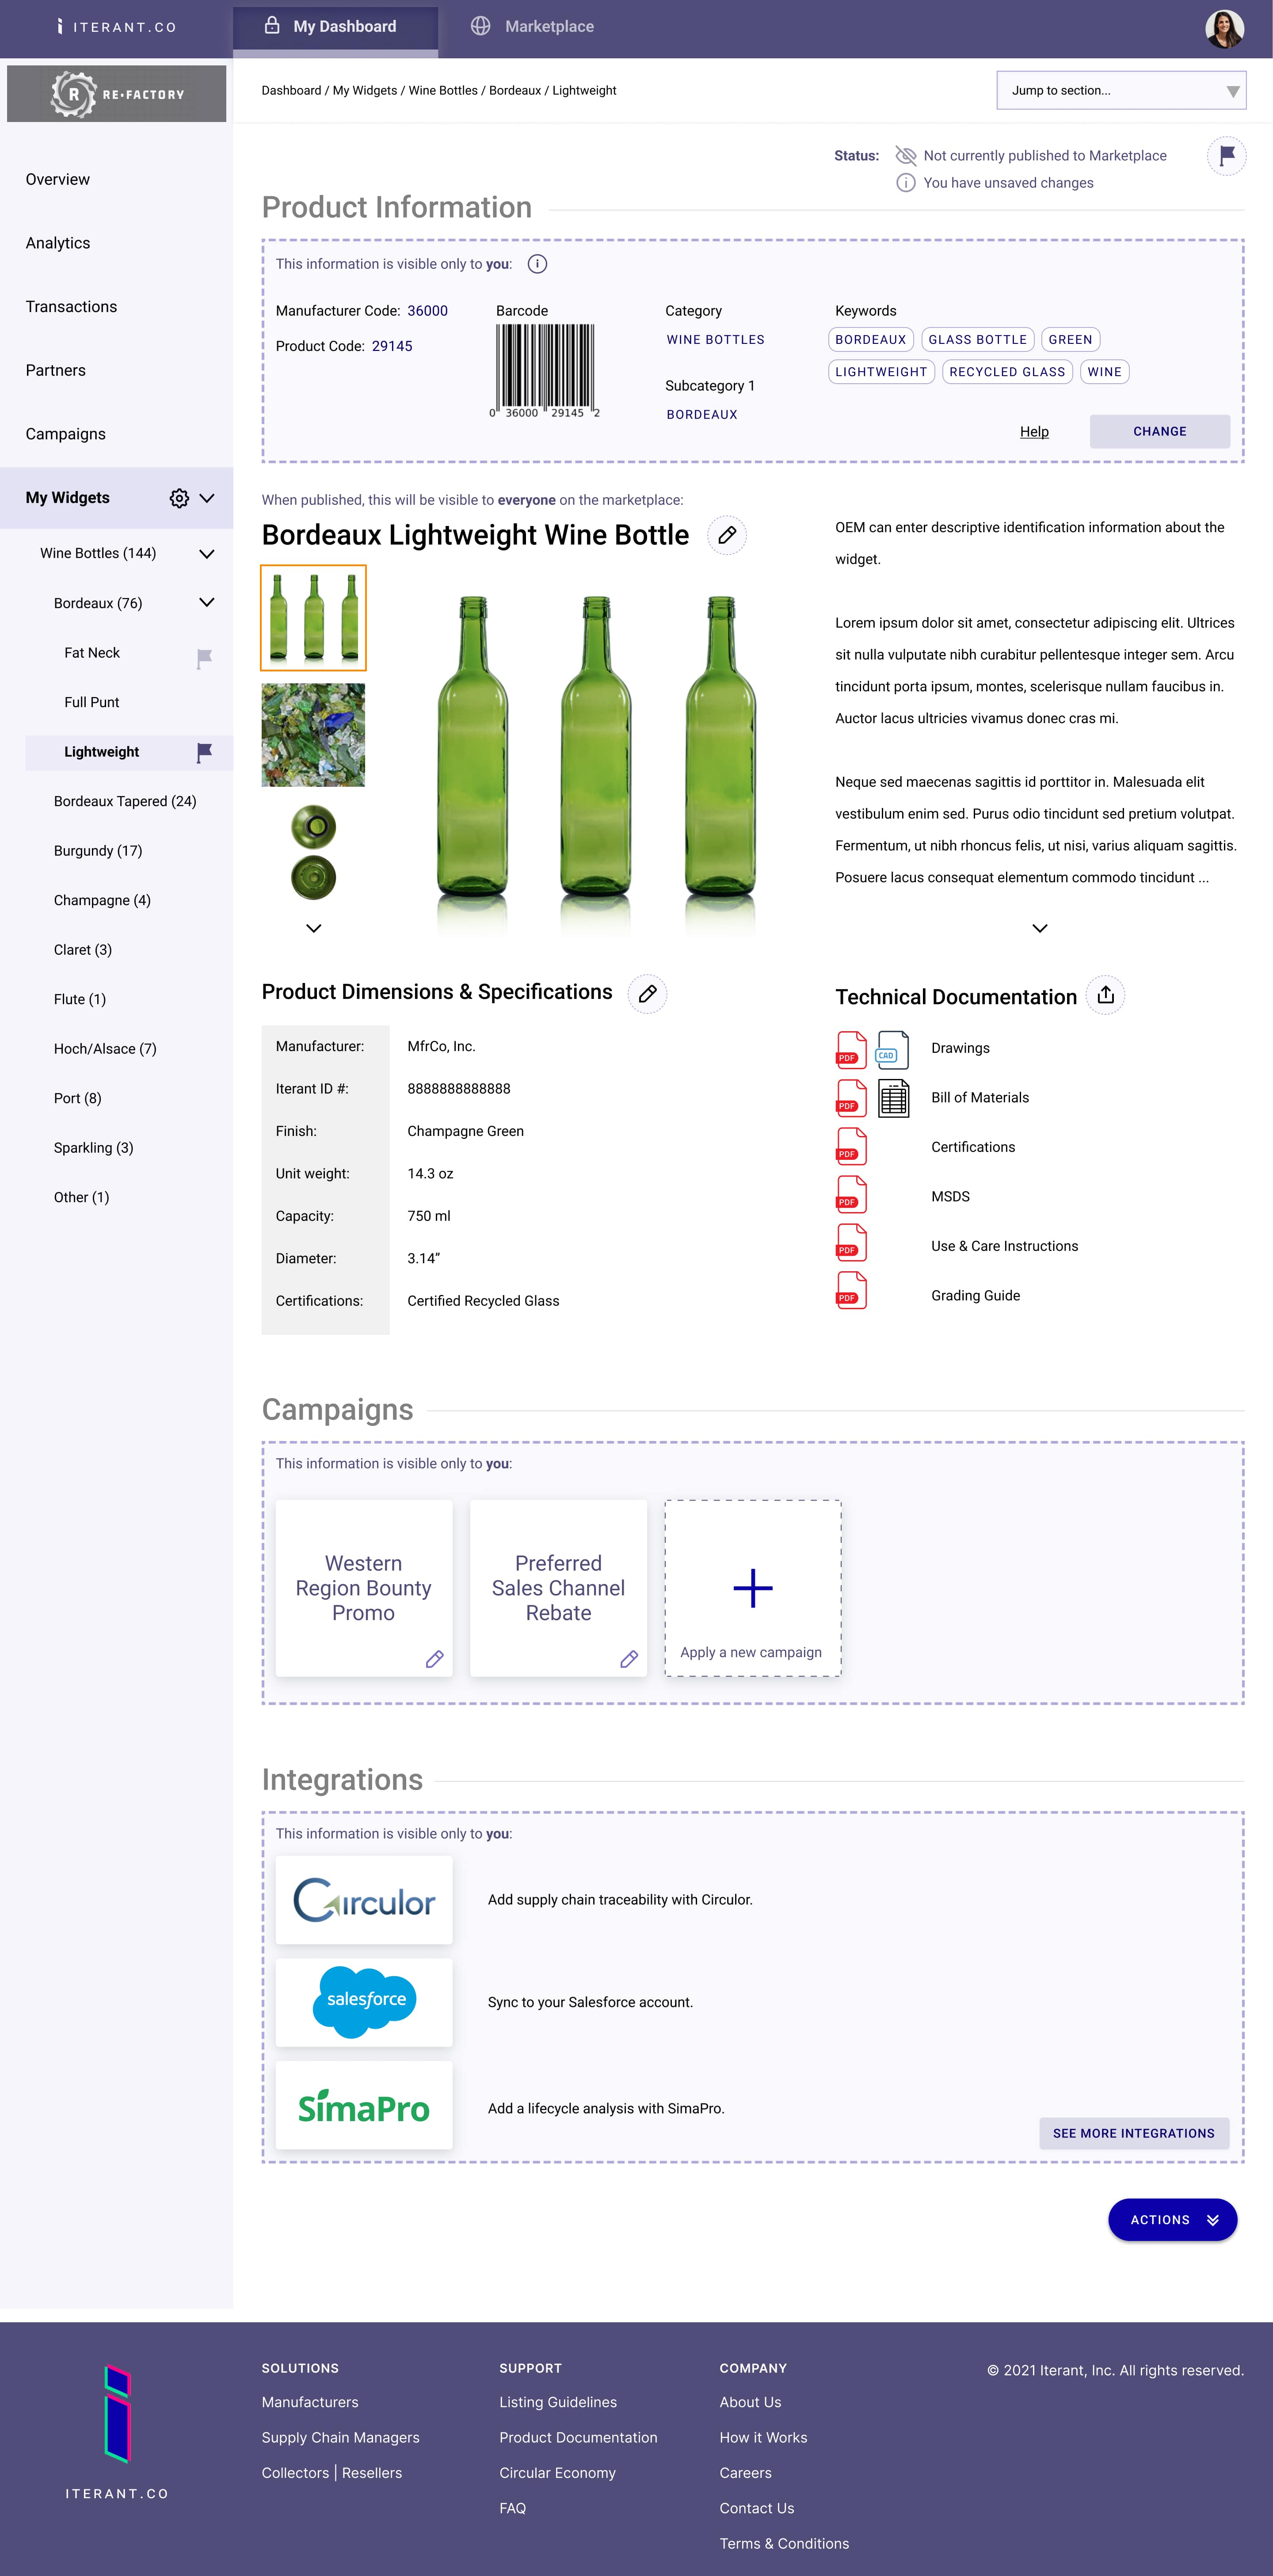 ITERANT.CO
My Dashboard
Marketplace
R RE•FACTORY
Dashboard / My Widgets / Wine Bottles / Bordeaux / Lightweight
Jump to section...
Overview
Analytics
Transactions
Partners
Campaigns
My Widgets
Wine Bottles (144)
Bordeaux (76)
Fat Neck
Full Punt
Lightweight
Bordeaux Tapered (24)
Burgundy (17)
Champagne (4)
Claret (3)
Flute (1)
Hoch/Alsace (7)
Port (8)
Sparkling (3)
Other (1)
Status:
Not currently published to Marketplace
You have unsaved changes
Product Information
This information is visible only to you:
Manufacturer Code: 36000
Product Code: 29145
Barcode
0 36000 29145 2
Category
WINE BOTTLES
Subcategory 1
BORDEAUX
Keywords
BORDEAUX GLASS BOTTLE GREEN
LIGHTWEIGHT RECYCLED GLASS WINE
Help
CHANGE
When published, this will be visible to everyone on the marketplace:
Bordeaux Lightweight Wine Bottle
OEM can enter descriptive identification information about the
widget.
Lorem ipsum dolor sit amet, consectetur adipiscing elit. Ultrices
sit nulla vulputate nibh curabitur pellentesque integer sem. Arcu
tincidunt porta ipsum, montes, scelerisque nullam faucibus in.
Auctor lacus ultricies vivamus donec cras mi.
Neque sed maecenas sagittis id porttitor in. Malesuada elit
vestibulum enim sed. Purus odio tincidunt sed pretium volutpat.
Fermentum, ut nibh rhoncus felis, ut nisi, varius aliquam sagittis.
Posuere lacus consequat elementum commodo tincidunt ...
Product Dimensions & Specifications
Manufacturer: MfrCo, Inc.
Iterant ID #: 8888888888888
Finish: Champagne Green
Unit weight: 14.3 oz
Capacity: 750 ml
Diameter: 3.14”
Certifications: Certified Recycled Glass
Technical Documentation
PDF CAD Drawings
PDF Bill of Materials
PDF Certifications
PDF MSDS
PDF Use & Care Instructions
PDF Grading Guide
Campaigns
This information is visible only to you:
Western
Region Bounty
Promo
Preferred
Sales Channel
Rebate
Apply a new campaign
Integrations
This information is visible only to you:
Circulor
Add supply chain traceability with Circulor.
salesforce
Sync to your Salesforce account.
SimaPro
Add a lifecycle analysis with SimaPro.
SEE MORE INTEGRATIONS
ACTIONS
ITERANT.CO
SOLUTIONS
Manufacturers
Supply Chain Managers
Collectors | Resellers
SUPPORT
Listing Guidelines
Product Documentation
Circular Economy
FAQ
COMPANY
About Us
How it Works
Careers
Contact Us
Terms & Conditions
© 2021 Iterant, Inc. All rights reserved.